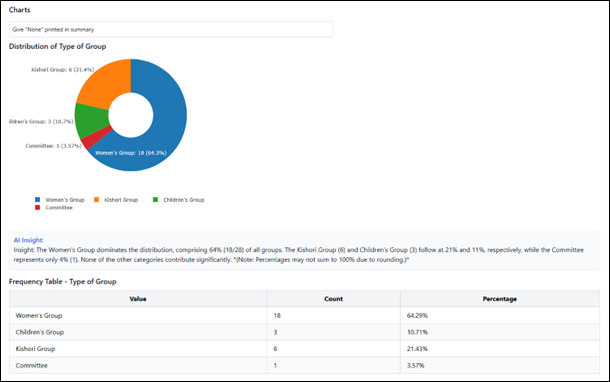 Charts
Give "None" printed in summary
Distribution of Type of Group
Kishori Group: 6 (21.4%)
ildren's Group: 3 (10.7%)
Committee: 1 (3.57%)
Women's Group: 18 (64.3%)
Women's Group Kishori Group Children's Group
Committee
AI Insight:
Insight: The Women's Group dominates the distribution, comprising 64% (18/28) of all groups. The Kishori Group (6) and Children's Group (3) follow at 21% and 11%, respectively, while the Committee
represents only 4% (1). None of the other categories contribute significantly. *(Note: Percentages may not sum to 100% due to rounding.)*
Frequency Table - Type of Group
Value Count Percentage
Women's Group 18 64.29%
Children's Group 3 10.71%
Kishori Group 6 21.43%
Committee 1 3.57%